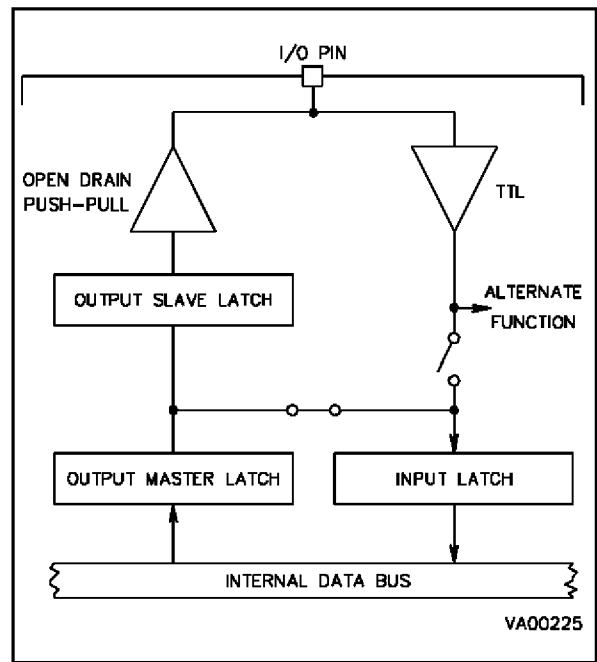 I/O PIN
OPEN DRAIN
PUSH-PULL
TTL
OUTPUT SLAVE LATCH
ALTERNATE
FUNCTION
OUTPUT MASTER LATCH
INPUT LATCH
INTERNAL DATA BUS
VA00225